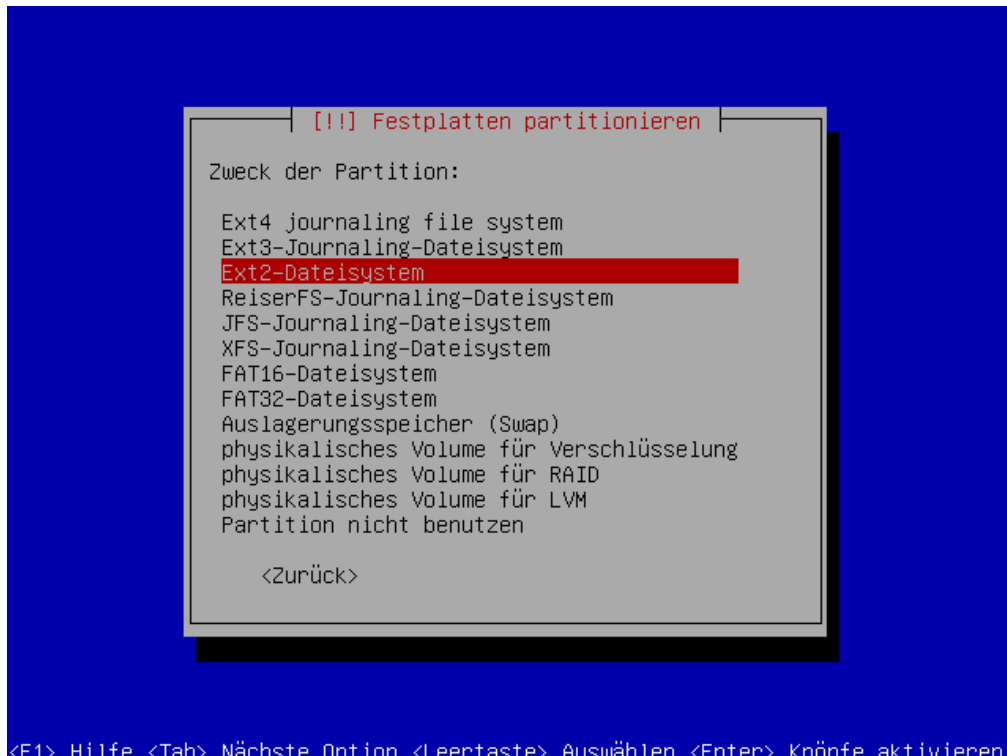 [!!] Festplatten partitionieren
Zweck der Partition:
Ext4 journaling file system
Ext3-Journaling-Dateisystem
Ext2-Dateisystem
ReiserFS-Journaling-Dateisystem
JFS-Journaling-Dateisystem
XFS-Journaling-Dateisystem
FAT16-Dateisystem
FAT32-Dateisystem
Auslagerungsspeicher (Swap)
physikalisches Volume für Verschlüsselung
physikalisches Volume für RAID
physikalisches Volume für LVM
Partition nicht benutzen
<Zurück>
<F1> Hilfe <Tab> Nächste Option <Leertaste> Auswählen <Enter> Knöpfe aktivieren